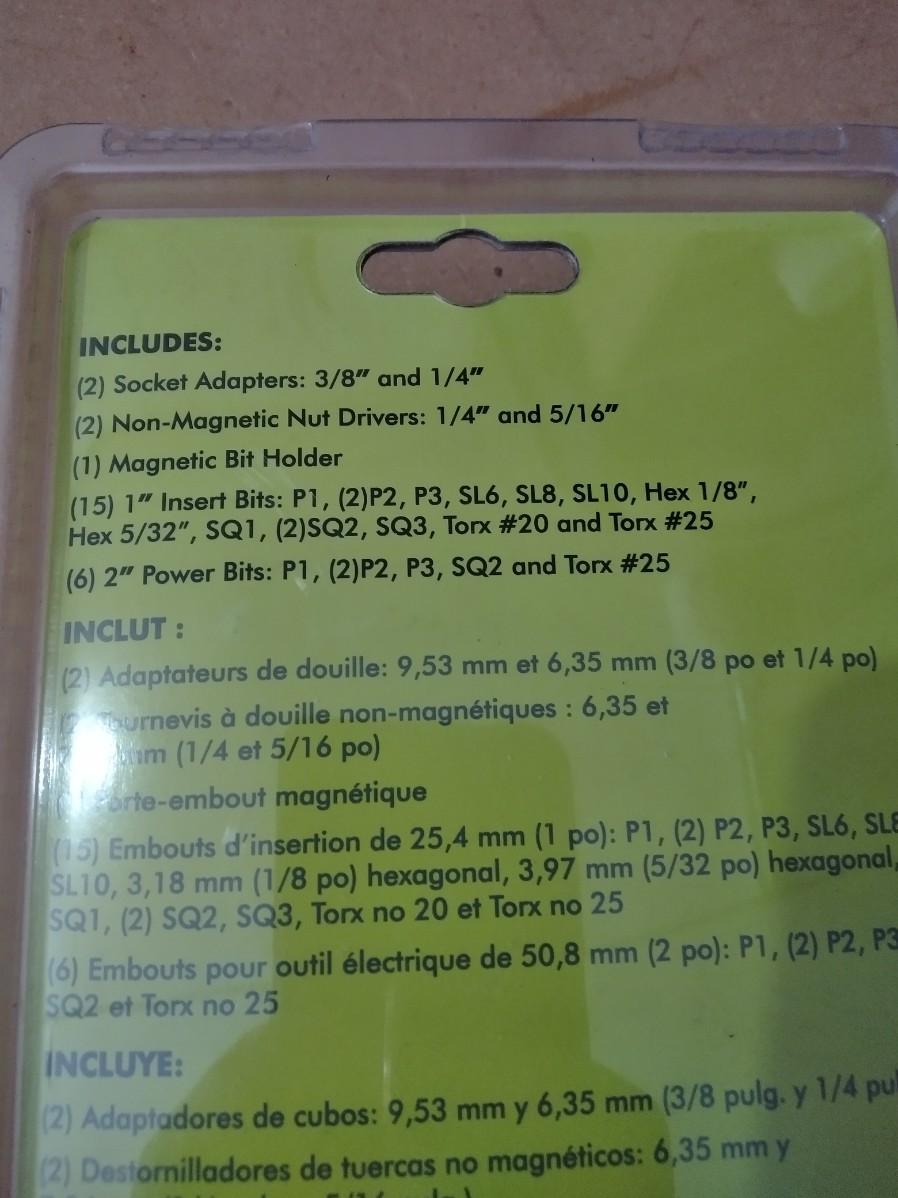 INCLUDES:
(2) Socket Adapters: 3/8" and 1/4"
(2) Non-Magnetic Nut Drivers: 1/4" and 5/16"
(1) Magnetic Bit Holder
(15) 1" Insert Bits: P1, (2)P2, P3, SL6, SL8, SL10, Hex 1/8",
Hex 5/32", SQ1, (2)SQ2, SQ3, Torx #20 and Torx #25
(6) 2" Power Bits: P1, (2)P2, P3, SQ2 and Torx #25
INCLUT :
(2) Adaptateurs de douille: 9,53 mm et 6,35 mm (3/8 po et 1/4 po)
à douille non-magnétiques : 6,35 et
mm (1/4 et 5/16 po)
magnétique
(15) Embouts d'insertion de 25,4 mm (1 po): P1, (2) P2, P3, SL6,
SL10, 3,18 mm (1/8 po) hexagonal, 3,97 mm (5/32 po) hexagonal,
SQ1, (2) SQ2, SQ3, Torx no 20 et Torx no 25
(6) Embouts pour outil électrique de 50,8 mm (2 po): P1, (2) P2, P3
SQ2 et Torx no 25
INCLUYE:
(2) Adaptadores de cubos: 9,53 mm y 6,35 mm (3/8 pulg. y 1/4
(2) Destornilladores de tuercas no magnéticos: 6,35 mm y